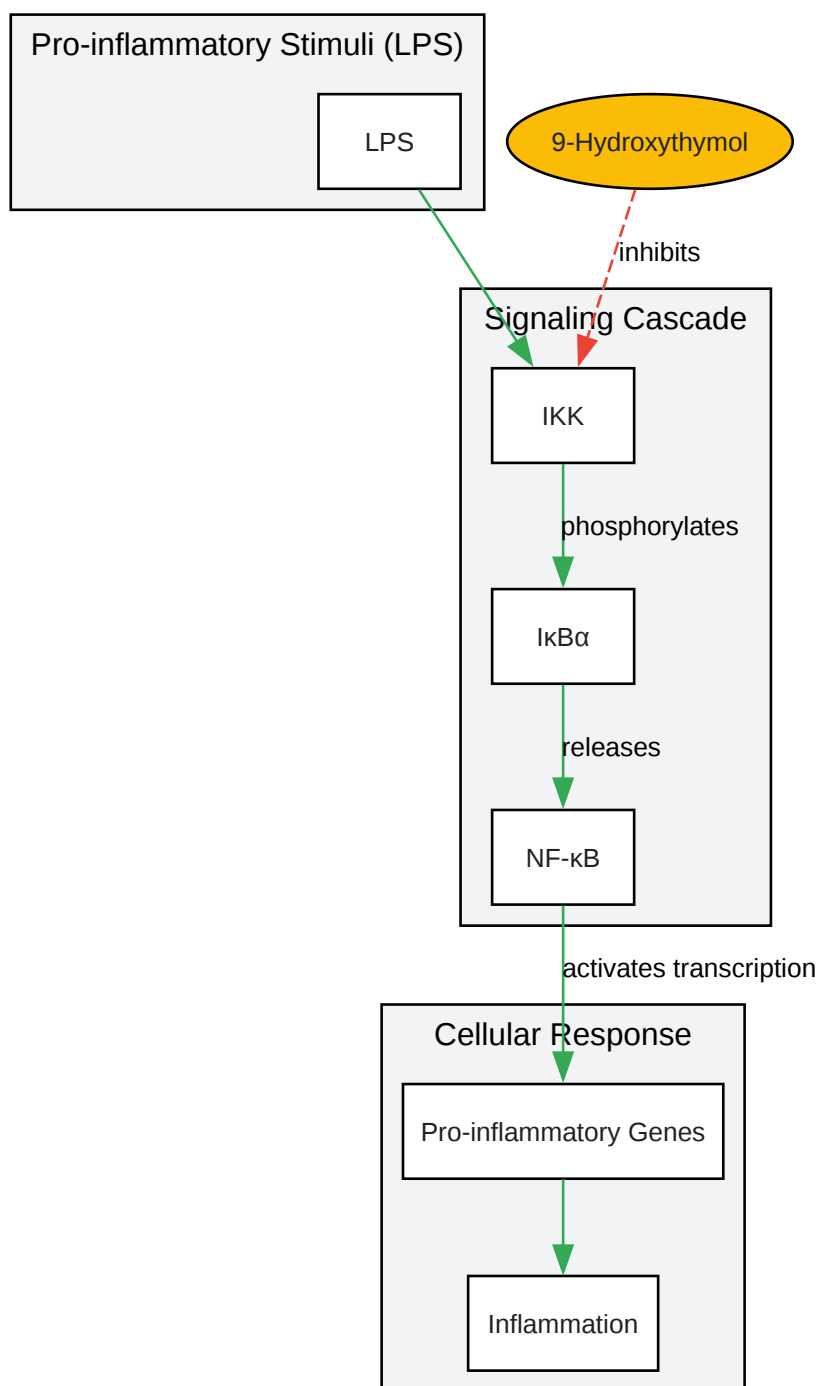 Pro-inflammatory Stimuli (LPS)
LPS
9-Hydroxythymol
inhibits
Signaling Cascade
IKK
phosphorylates
IκBα
releases
NF-κB
activates transcription
Cellular Response
Pro-inflammatory Genes
Inflammation